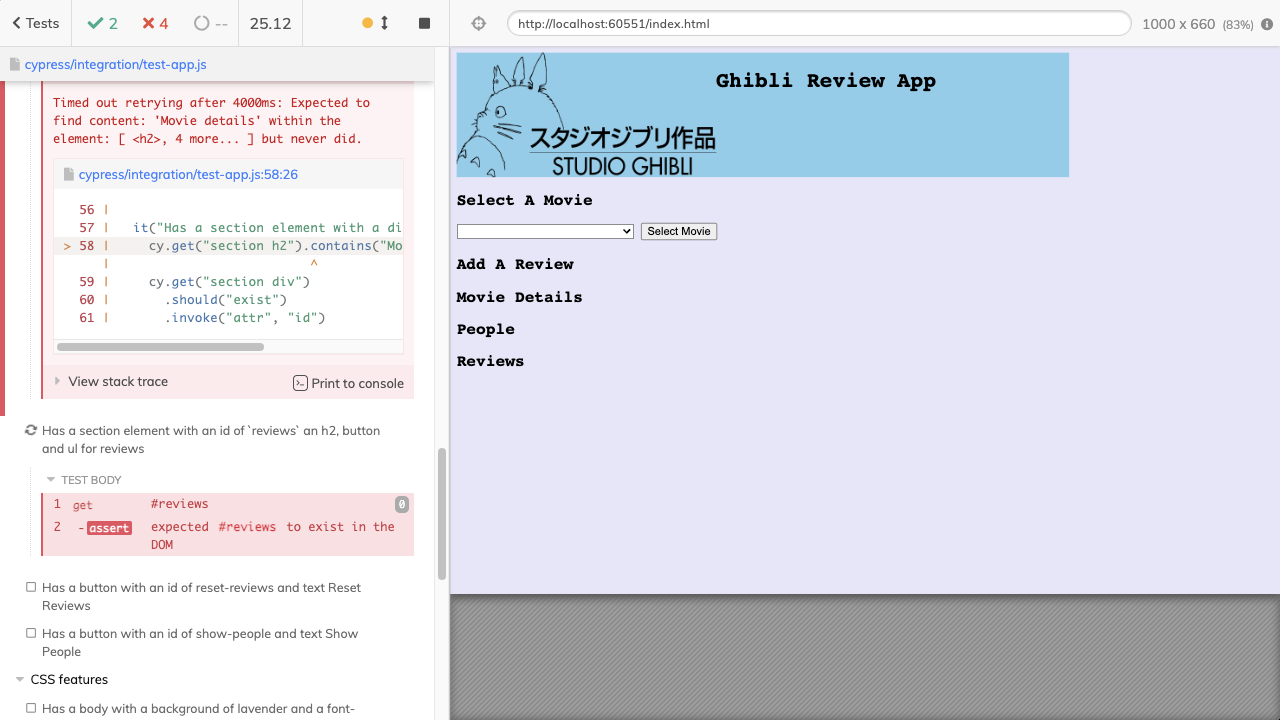 Tests
2
4
--
25.12
http://localhost:60551/index.html
1000 x 660 (83%)
cypress/integration/test-app.js
Timed out retrying after 4000ms: Expected to
find content: 'Movie details' within the
element: [ <h2>, 4 more... ] but never did.
cypress/integration/test-app.js:58:26
56 |
57 | it("Has a section element with a di
> 58 | cy.get("section h2").contains("Mo
| ^
59 | cy.get("section div")
60 | .should("exist")
61 | .invoke("attr", "id")
View stack trace
Print to console
Has a section element with an id of `reviews` an h2, button
and ul for reviews
TEST BODY
1 get #reviews 0
2 -assert expected #reviews to exist in the
DOM
Has a button with an id of reset-reviews and text Reset
Reviews
Has a button with an id of show-people and text Show
People
CSS features
Has a body with a background of lavender and a font-
Ghibli Review App
スタジオジブリ作品
STUDIO GHIBLI
Select A Movie
Select Movie
Add A Review
Movie Details
People
Reviews